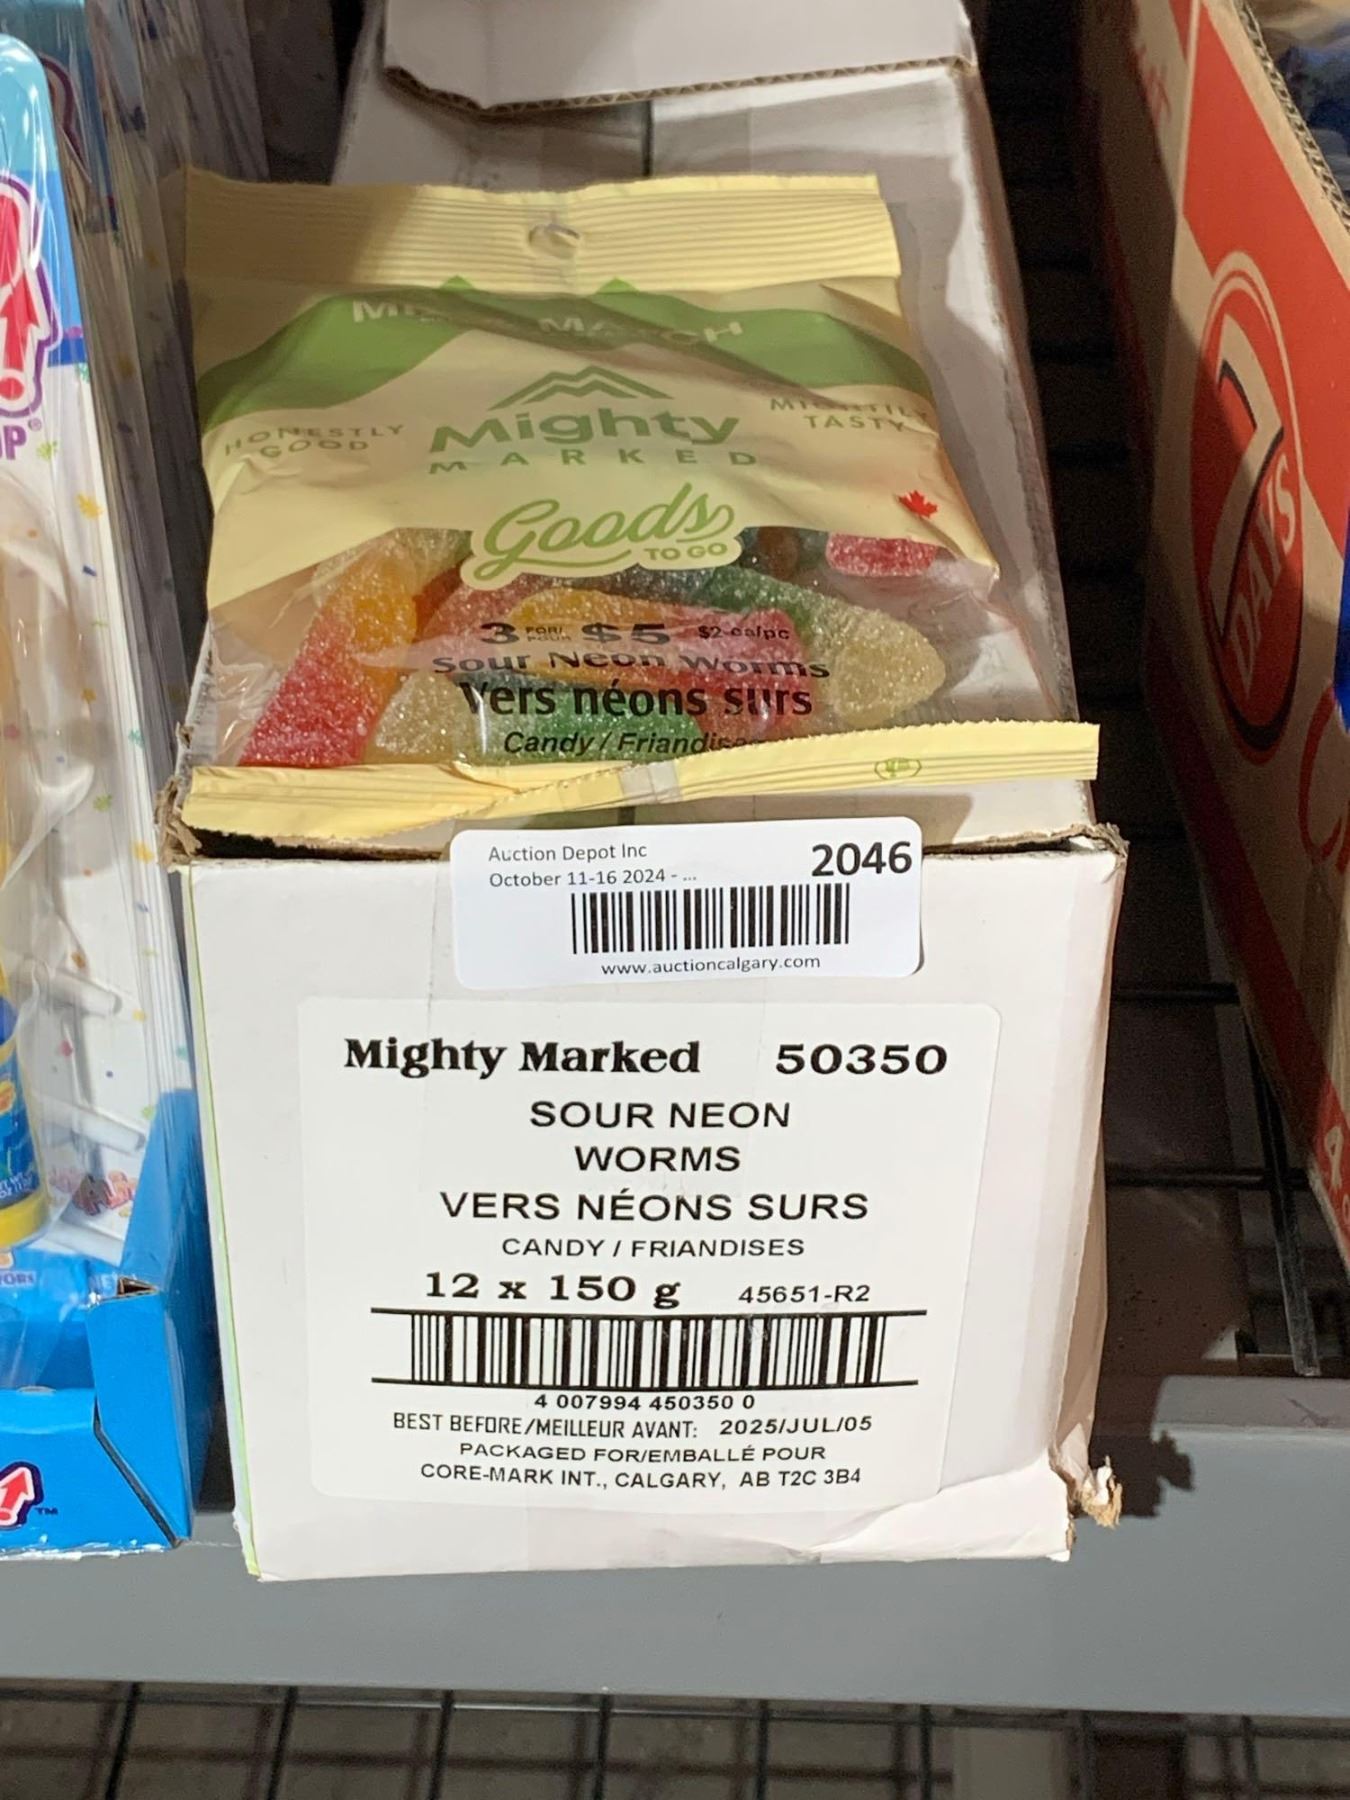 HONESTLY
GOOD
Mighty
MARKED
MIGHTILY
TASTY
Goods
TO GO
3 FOR/POUR $5 $2 ea/pc
Sour Neon Worms
Vers néons surs
Candy / Friandises
Auction Depot Inc
October 11-16 2024 - ...
2046
www.auctioncalgary.com
Mighty Marked 50350
SOUR NEON
WORMS
VERS NÉONS SURS
CANDY / FRIANDISES
12 x 150 g 45651-R2
4 007994 450350 0
BEST BEFORE/MEILLEUR AVANT: 2025/JUL/05
PACKAGED FOR/EMBALLÉ POUR
CORE-MARK INT., CALGARY, AB T2C 3B4
7
DAYS